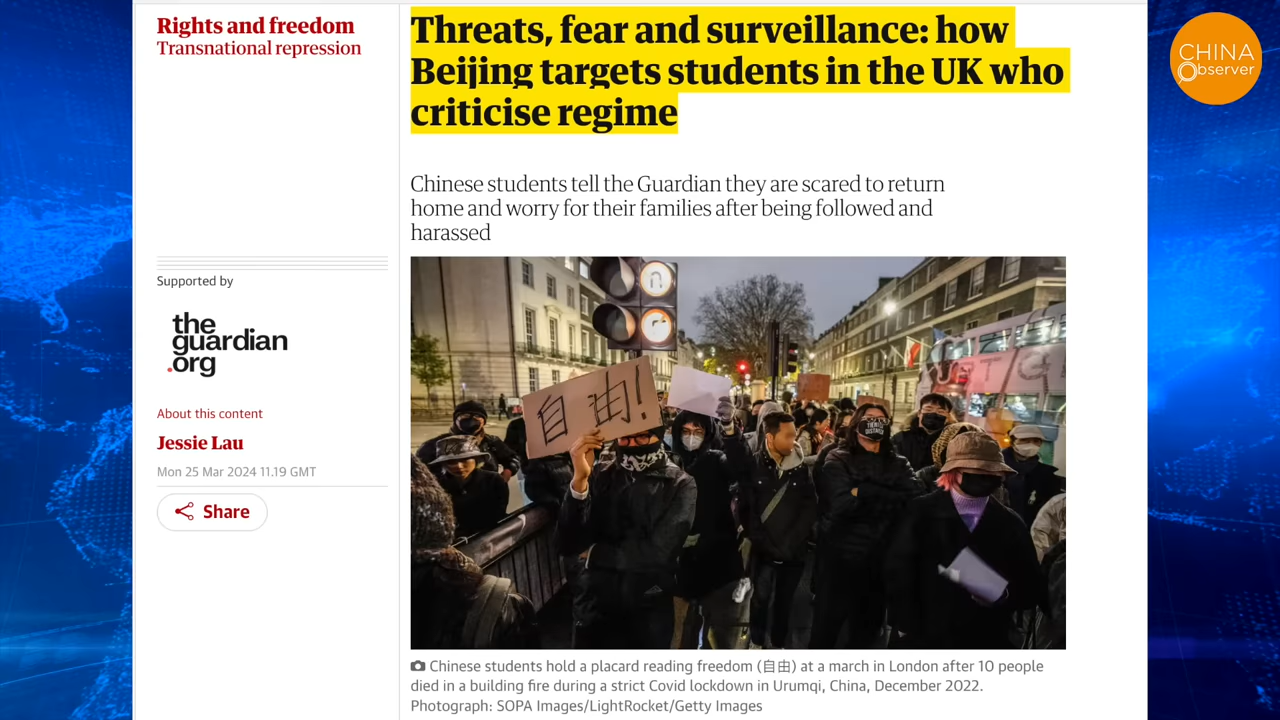 Rights and freedom
Transnational repression
Threats, fear and surveillance: how
Beijing targets students in the UK who
criticise regime
Chinese students tell the Guardian they are scared to return
home and worry for their families after being followed and
harassed
Supported by
the
guardian
.org
About this content
Jessie Lau
Mon 25 Mar 2024 11.19 GMT
Share
自由!
Chinese students hold a placard reading freedom (自由) at a march in London after 10 people
died in a building fire during a strict Covid lockdown in Urumqi, China, December 2022.
Photograph: SOPA Images/LightRocket/Getty Images
CHINA
Observer